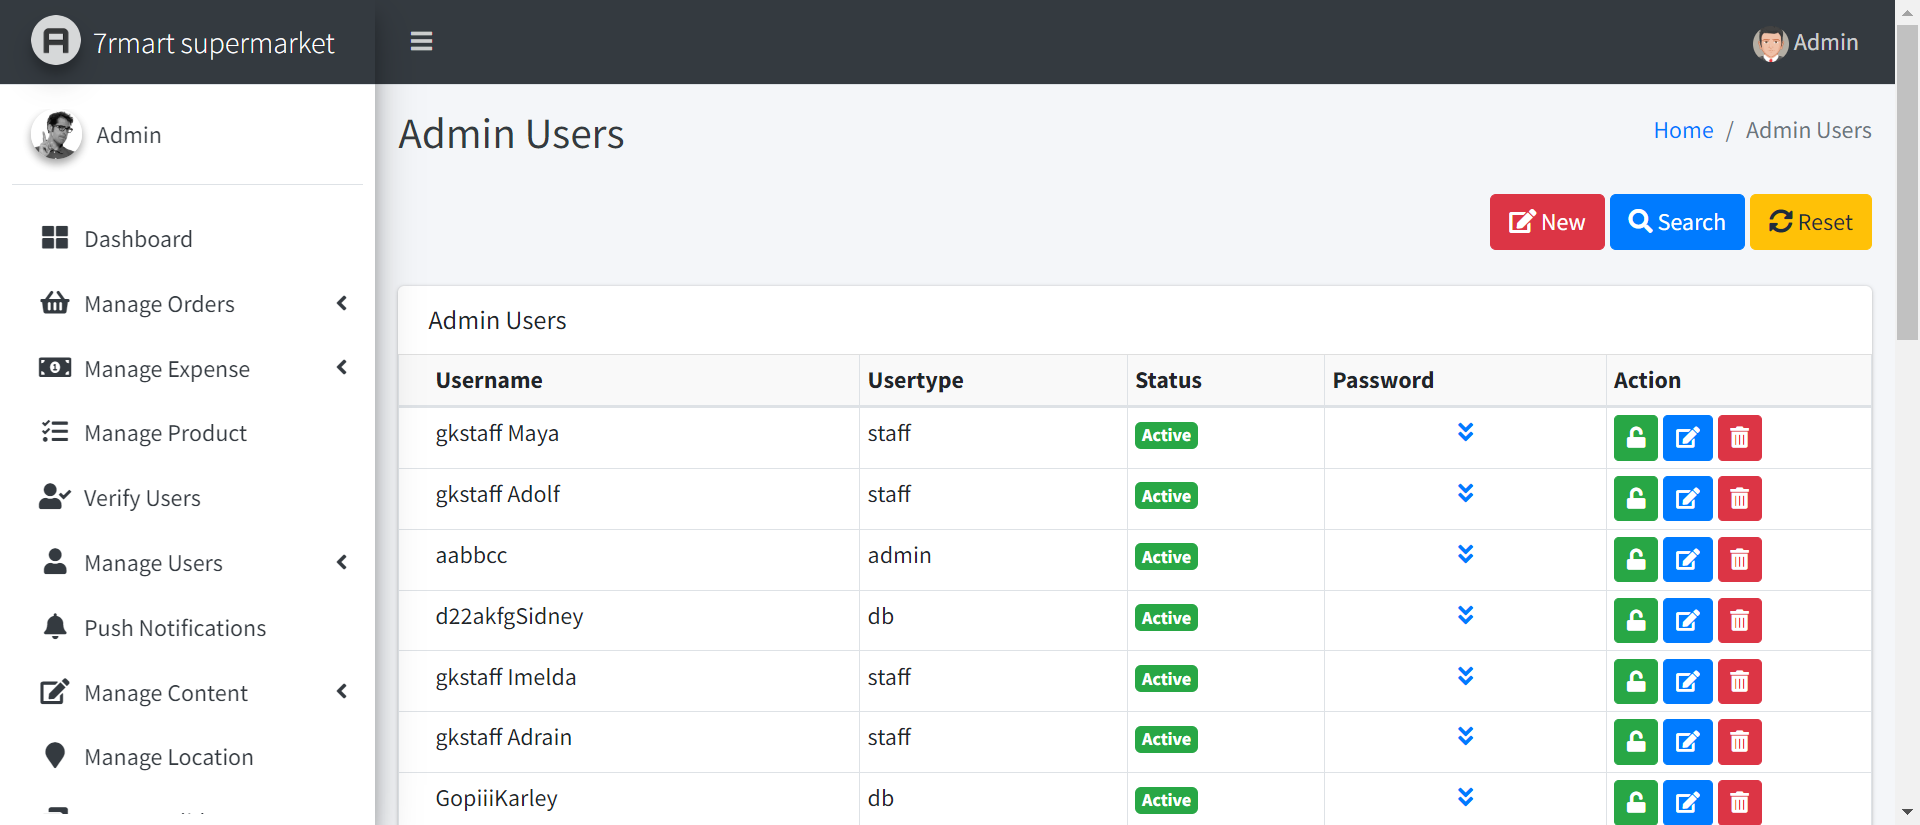 7rmart supermarket
Admin
Admin
Dashboard
Manage Orders
Manage Expense
Manage Product
Verify Users
Manage Users
Push Notifications
Manage Content
Manage Location
Admin Users
Home / Admin Users
New Search Reset
Admin Users
Username Usertype Status Password Action
gkstaff Maya staff Active
gkstaff Adolf staff Active
aabbcc admin Active
d22akfgSidney db Active
gkstaff Imelda staff Active
gkstaff Adrain staff Active
GopiiiKarley db Active